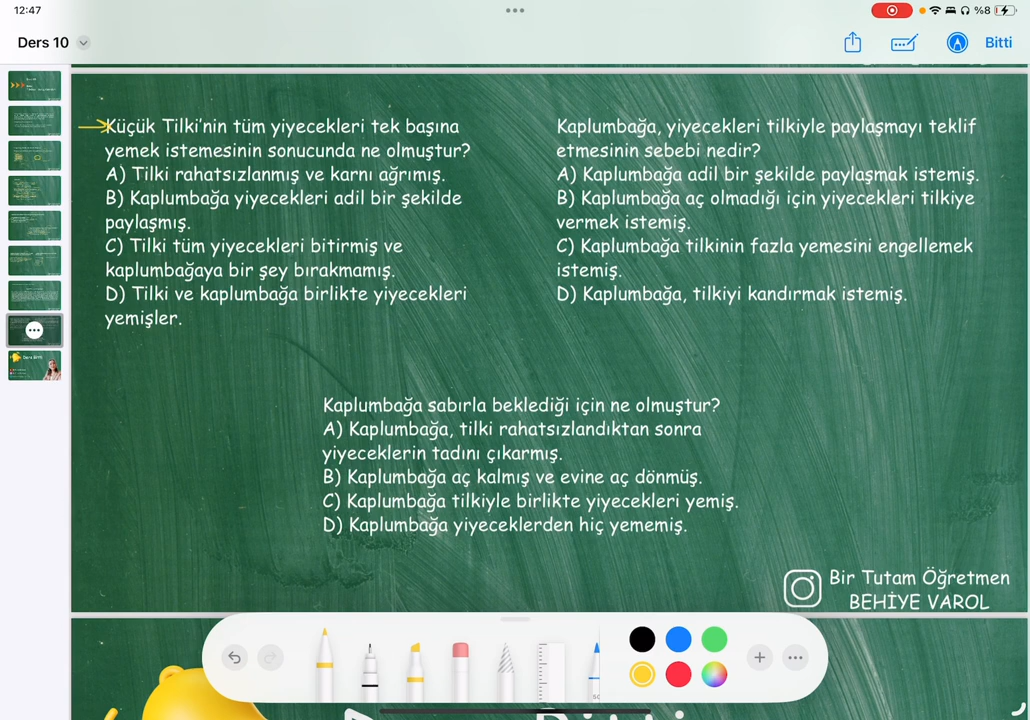 12:47
%8
Ders 10
Bitti
Küçük Tilki'nin tüm yiyecekleri tek başına
yemek istemesinin sonucunda ne olmuştur?
A) Tilki rahatsızlanmış ve karnı ağrımış.
B) Kaplumbağa yiyecekleri adil bir şekilde
paylaşmış.
C) Tilki tüm yiyecekleri bitirmiş ve
kaplumbağaya bir şey bırakmamış.
D) Tilki ve kaplumbağa birlikte yiyecekleri
yemişler.
Kaplumbağa, yiyecekleri tilkiyle paylaşmayı teklif
etmesinin sebebi nedir?
A) Kaplumbağa adil bir şekilde paylaşmak istemiş.
B) Kaplumbağa aç olmadığı için yiyecekleri tilkiye
vermek istemiş.
C) Kaplumbağa tilkinin fazla yemesini engellemek
istemiş.
D) Kaplumbağa, tilkiyi kandırmak istemiş.
Kaplumbağa sabırla beklediği için ne olmuştur?
A) Kaplumbağa, tilki rahatsızlandıktan sonra
yiyeceklerin tadını çıkarmış.
B) Kaplumbağa aç kalmış ve evine aç dönmüş.
C) Kaplumbağa tilkiyle birlikte yiyecekleri yemiş.
D) Kaplumbağa yiyeceklerden hiç yememiş.
Bir Tutam Öğretmen
BEHİYE VAROL